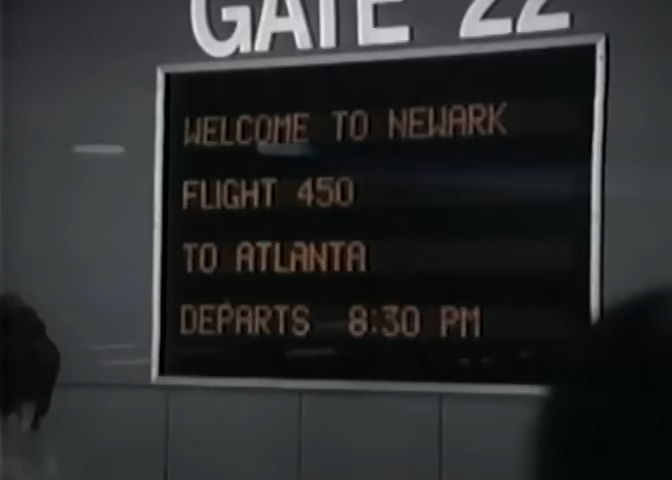 GATE 22
WELCOME TO NEWARK
FLIGHT 450
TO ATLANTA
DEPARTS 8:30 PM